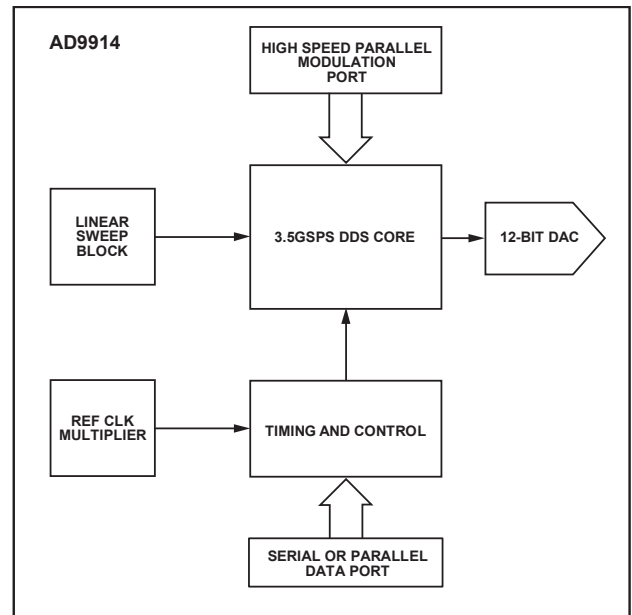 AD9914
HIGH SPEED PARALLEL
MODULATION
PORT
LINEAR
SWEEP
BLOCK
3.5GSPS DDS CORE
12-BIT DAC
REF CLK
MULTIPLIER
TIMING AND CONTROL
SERIAL OR PARALLEL
DATA PORT